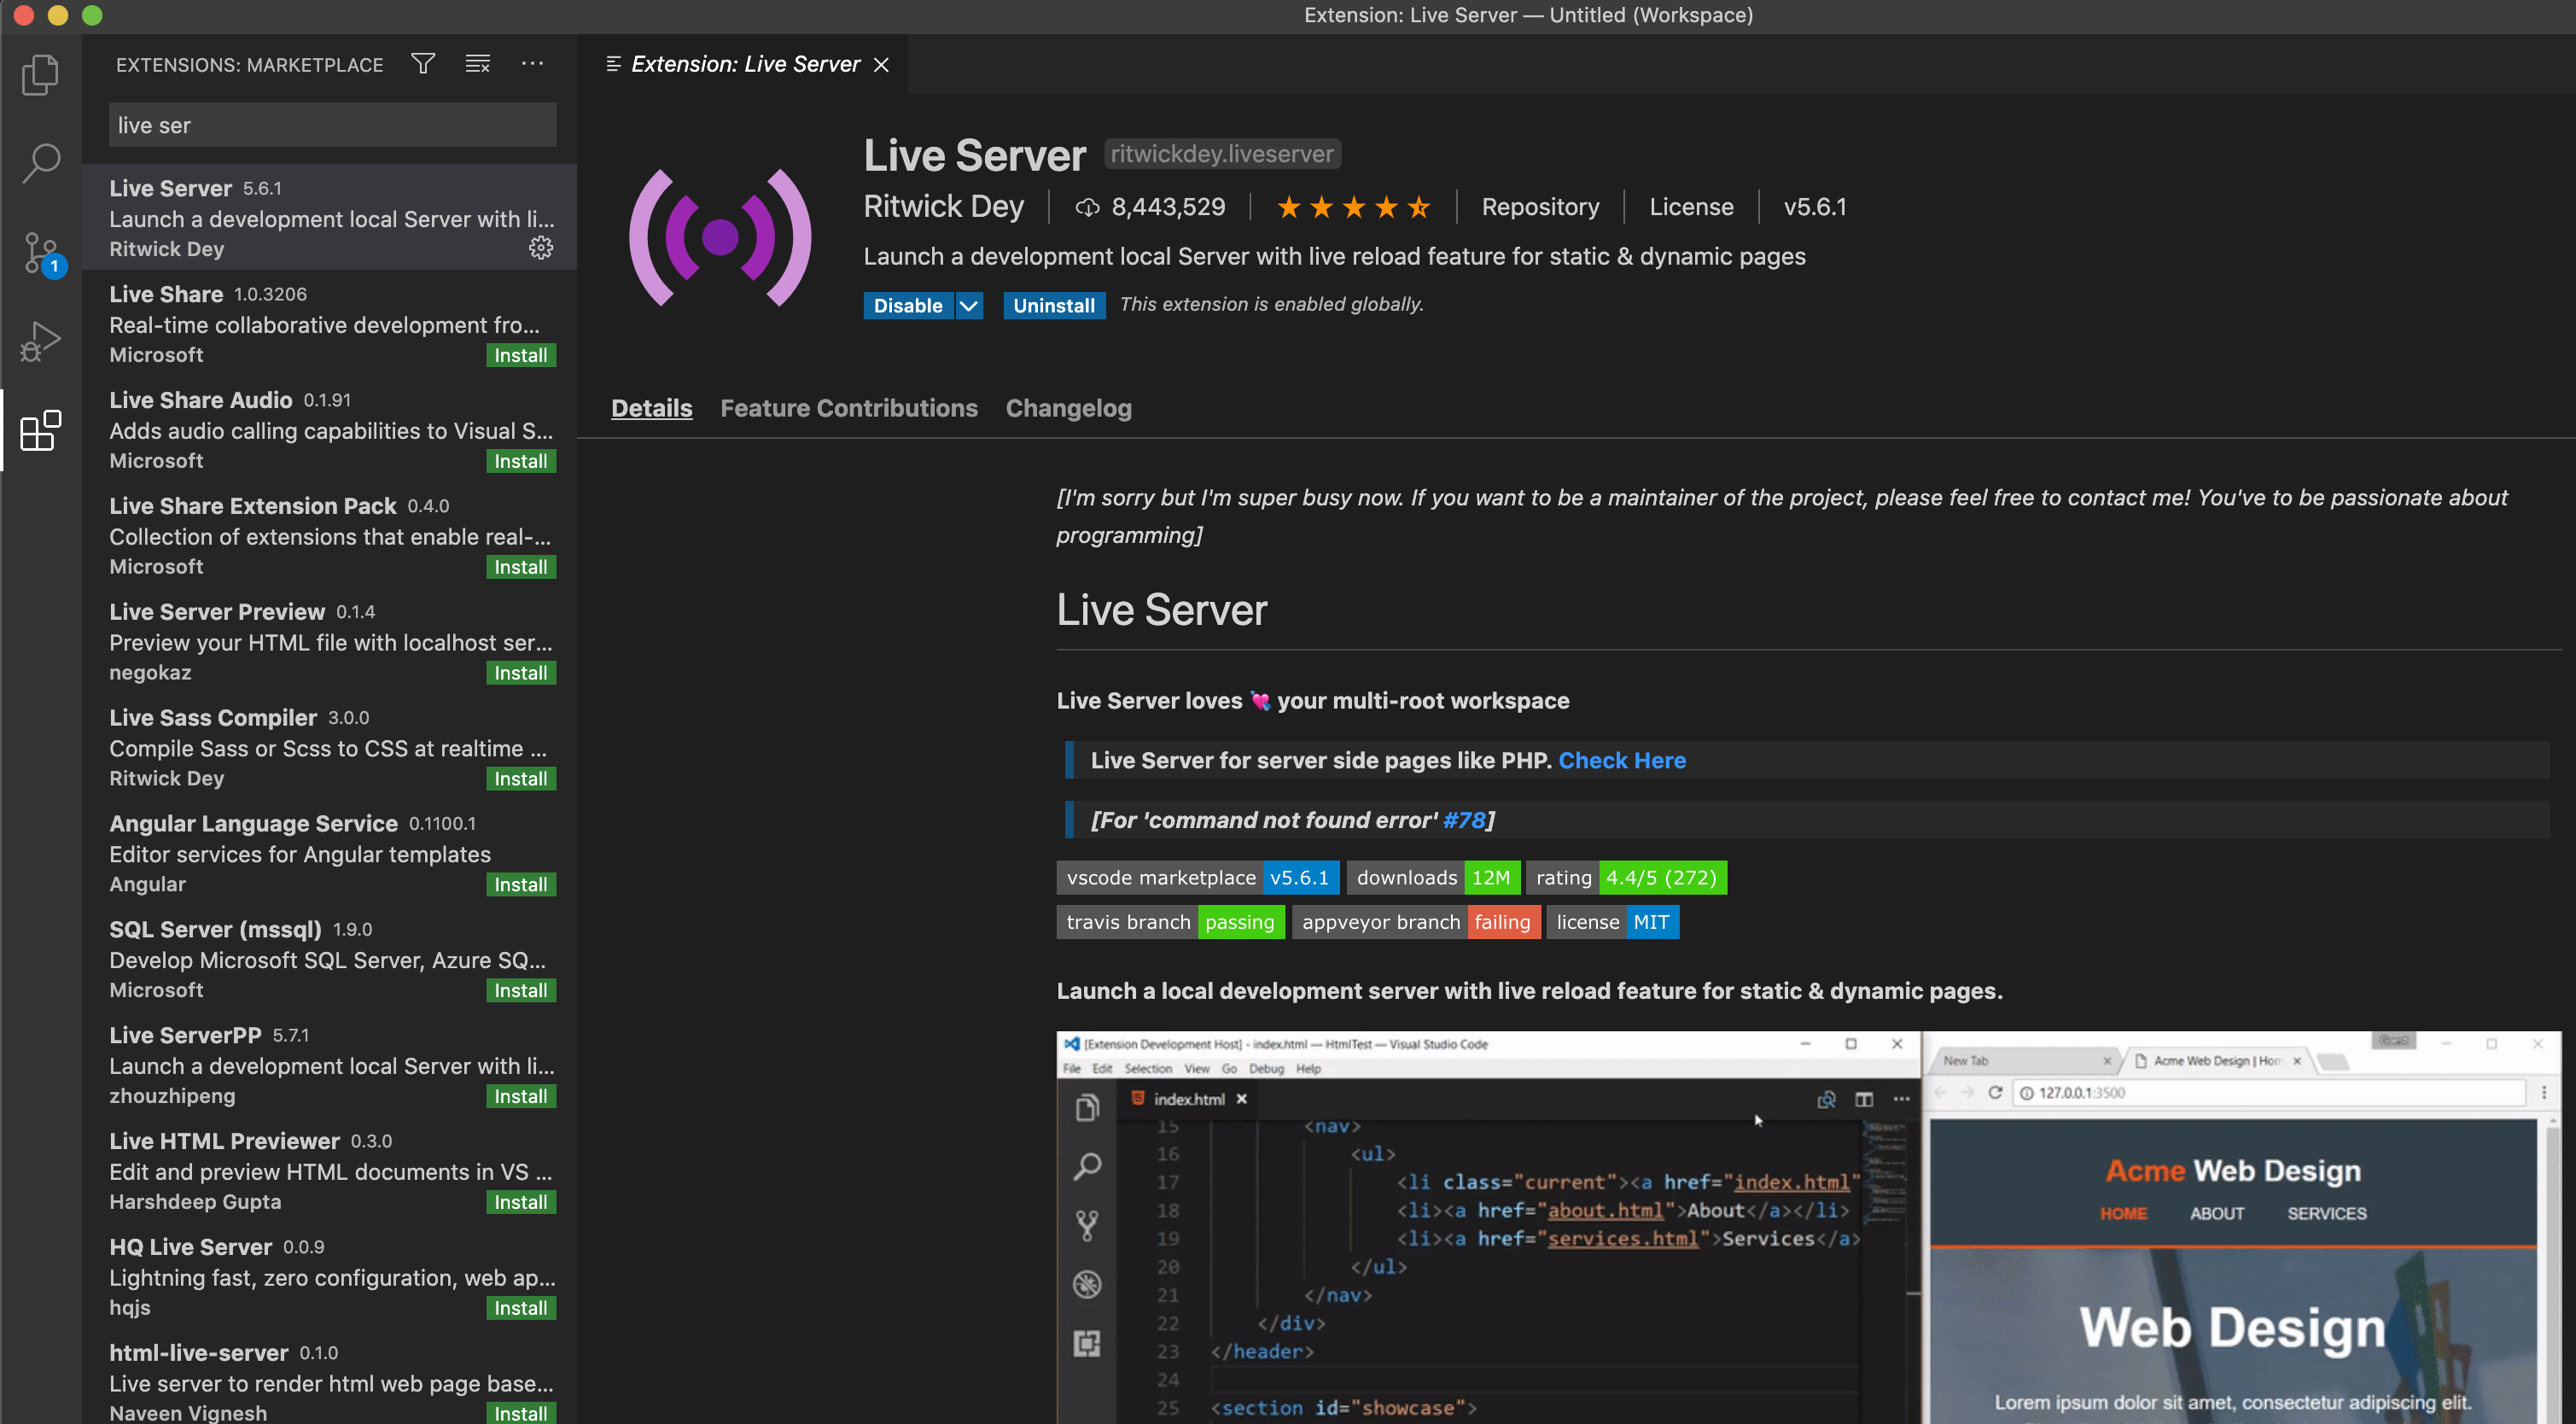 Extension: Live Server — Untitled (Workspace)
EXTENSIONS: MARKETPLACE
live ser
Live Server 5.6.1
Launch a development local Server with li...
Ritwick Dey
Live Share 1.0.3206
Real-time collaborative development fro...
Microsoft Install
Live Share Audio 0.1.91
Adds audio calling capabilities to Visual S...
Microsoft Install
Live Share Extension Pack 0.4.0
Collection of extensions that enable real-...
Microsoft Install
Live Server Preview 0.1.4
Preview your HTML file with localhost ser...
negokaz Install
Live Sass Compiler 3.0.0
Compile Sass or Scss to CSS at realtime ...
Ritwick Dey Install
Angular Language Service 0.1100.1
Editor services for Angular templates
Angular Install
SQL Server (mssql) 1.9.0
Develop Microsoft SQL Server, Azure SQ...
Microsoft Install
Live ServerPP 5.7.1
Launch a development local Server with li...
zhouzhipeng Install
Live HTML Previewer 0.3.0
Edit and preview HTML documents in VS ...
Harshdeep Gupta Install
HQ Live Server 0.0.9
Lightning fast, zero configuration, web ap...
hqjs Install
html-live-server 0.1.0
Live server to render html web page base...
Naveen Vignesh Install
1
Extension: Live Server
Live Server ritwickdey.liveserver
Ritwick Dey 8,443,529 Repository License v5.6.1
Launch a development local Server with live reload feature for static & dynamic pages
Disable Uninstall This extension is enabled globally.
Details Feature Contributions Changelog
[I'm sorry but I'm super busy now. If you want to be a maintainer of the project, please feel free to contact me! You've to be passionate about
programming]
Live Server
Live Server loves 💘 your multi-root workspace
Live Server for server side pages like PHP. Check Here
[For 'command not found error' #78]
vscode marketplace v5.6.1 downloads 12M rating 4.4/5 (272)
travis branch passing appveyor branch failing license MIT
Launch a local development server with live reload feature for static & dynamic pages.
[Extension Development Host] - index.html — HtmlTest — Visual Studio Code
File Edit Selection View Go Debug Help
index.html
15 <nav>
16 <ul>
17 <li class="current"><a href="index.html"
18 <li><a href="about.html">About</a></li>
19 <li><a href="services.html">Services</a>
20 </ul>
21 </nav>
22 </div>
23 </header>
24
25 <section id="showcase">
Guest
New Tab Acme Web Design | Hom
127.0.0.1:3500
Acme Web Design
HOME ABOUT SERVICES
Web Design
Lorem ipsum dolor sit amet, consectetur adipiscing elit.